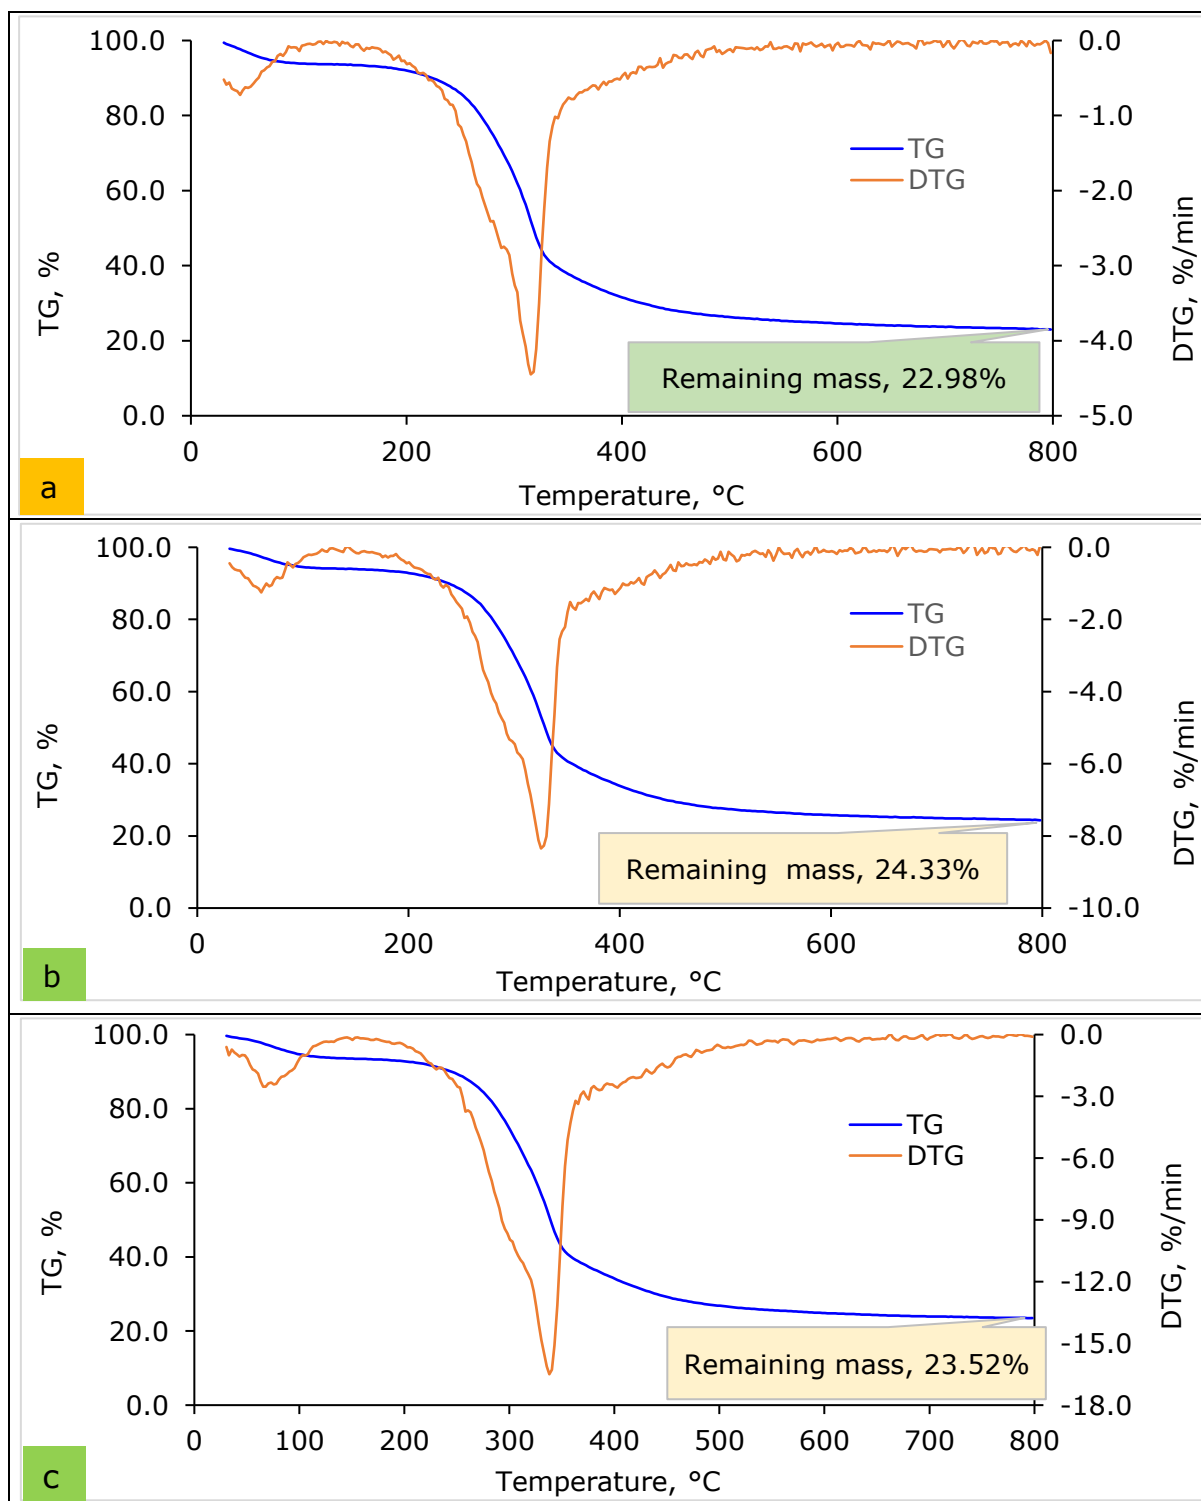 100.0
80.0
60.0
40.0
20.0
0.0
TG, %
0.0
-1.0
-2.0
-3.0
-4.0
-5.0
DTG, %/min
TG
DTG
Remaining mass, 22.98%
0 200 400 600 800
Temperature, °C
a
100.0
80.0
60.0
40.0
20.0
0.0
TG, %
0.0
-2.0
-4.0
-6.0
-8.0
-10.0
DTG, %/min
TG
DTG
Remaining  mass, 24.33%
0 200 400 600 800
Temperature, °C
b
100.0
80.0
60.0
40.0
20.0
0.0
TG, %
0.0
-3.0
-6.0
-9.0
-12.0
-15.0
-18.0
DTG, %/min
TG
DTG
Remaining mass, 23.52%
0 100 200 300 400 500 600 700 800
Temperature, °C
c